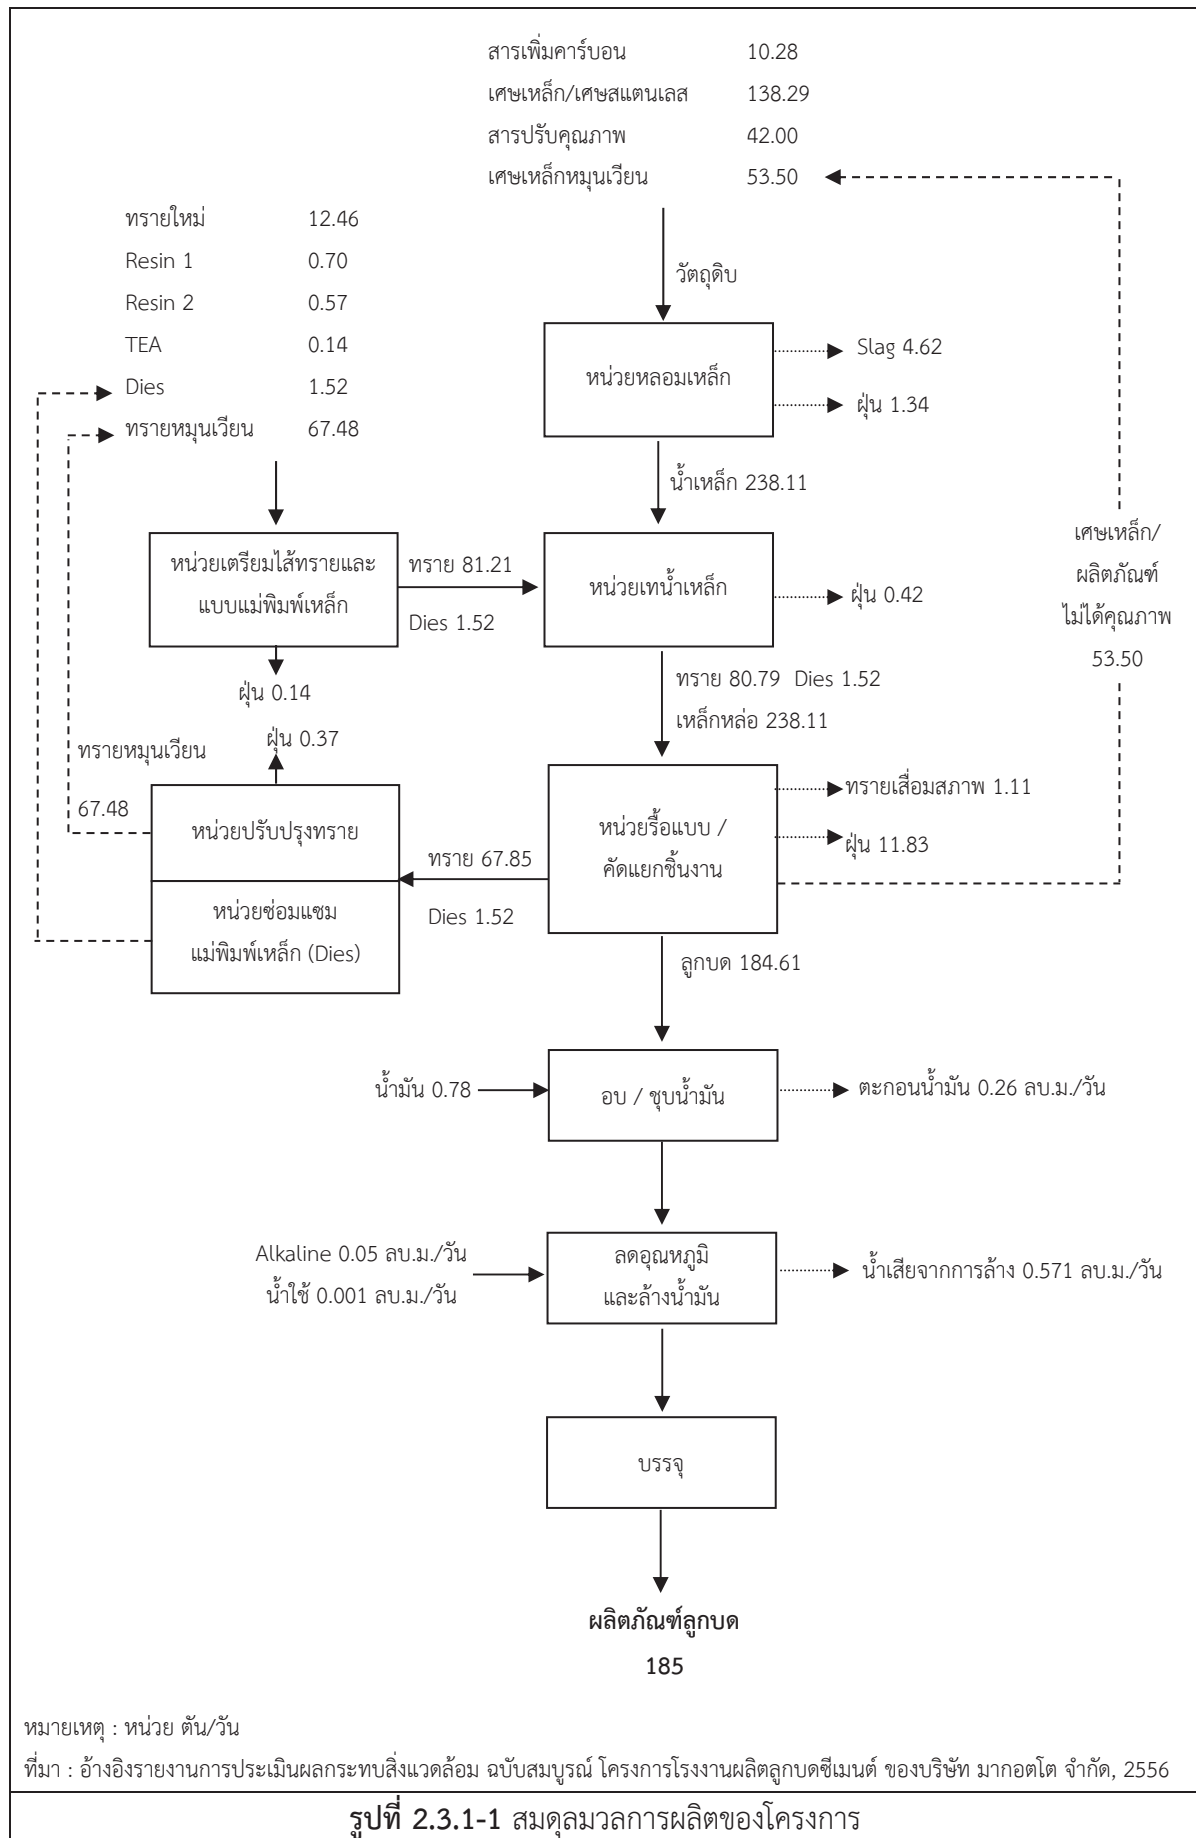 สารเพิ่มคาร์บอน 10.28
เศษเหล็ก/เศษสแตนเลส 138.29
สารปรับคุณภาพ 42.00
เศษเหล็กหมุนเวียน 53.50
ทรายใหม่ 12.46
Resin 1 0.70
Resin 2 0.57
TEA 0.14
Dies 1.52
ทรายหมุนเวียน 67.48
วัตถุดิบ
หน่วยหลอมเหล็ก
Slag 4.62
ฝุ่น 1.34
น้ำเหล็ก 238.11
หน่วยเตรียมไส้ทรายและ
แบบแม่พิมพ์เหล็ก
ทราย 81.21
Dies 1.52
หน่วยเทน้ำเหล็ก
ฝุ่น 0.42
เศษเหล็ก/
ผลิตภัณฑ์
ไม่ได้คุณภาพ
53.50
ฝุ่น 0.14
ทราย 80.79 Dies 1.52
เหล็กหล่อ 238.11
ฝุ่น 0.37
ทรายหมุนเวียน
67.48
หน่วยปรับปรุงทราย
หน่วยซ่อมแซม
แม่พิมพ์เหล็ก (Dies)
ทราย 67.85
Dies 1.52
หน่วยรื้อแบบ /
คัดแยกชิ้นงาน
ทรายเสื่อมสภาพ 1.11
ฝุ่น 11.83
ลูกบด 184.61
น้ำมัน 0.78
อบ / ชุบน้ำมัน
ตะกอนน้ำมัน 0.26 ลบ.ม./วัน
Alkaline 0.05 ลบ.ม./วัน
น้ำใช้ 0.001 ลบ.ม./วัน
ลดอุณหภูมิ
และล้างน้ำมัน
น้ำเสียจากการล้าง 0.571 ลบ.ม./วัน
บรรจุ
ผลิตภัณฑ์ลูกบด
185
หมายเหตุ : หน่วย ตัน/วัน
ที่มา : อ้างอิงรายงานการประเมินผลกระทบสิ่งแวดล้อม ฉบับสมบูรณ์ โครงการโรงงานผลิตลูกบดซีเมนต์ ของบริษัท มากอตโต จำกัด, 2556
รูปที่ 2.3.1-1 สมดุลมวลการผลิตของโครงการ